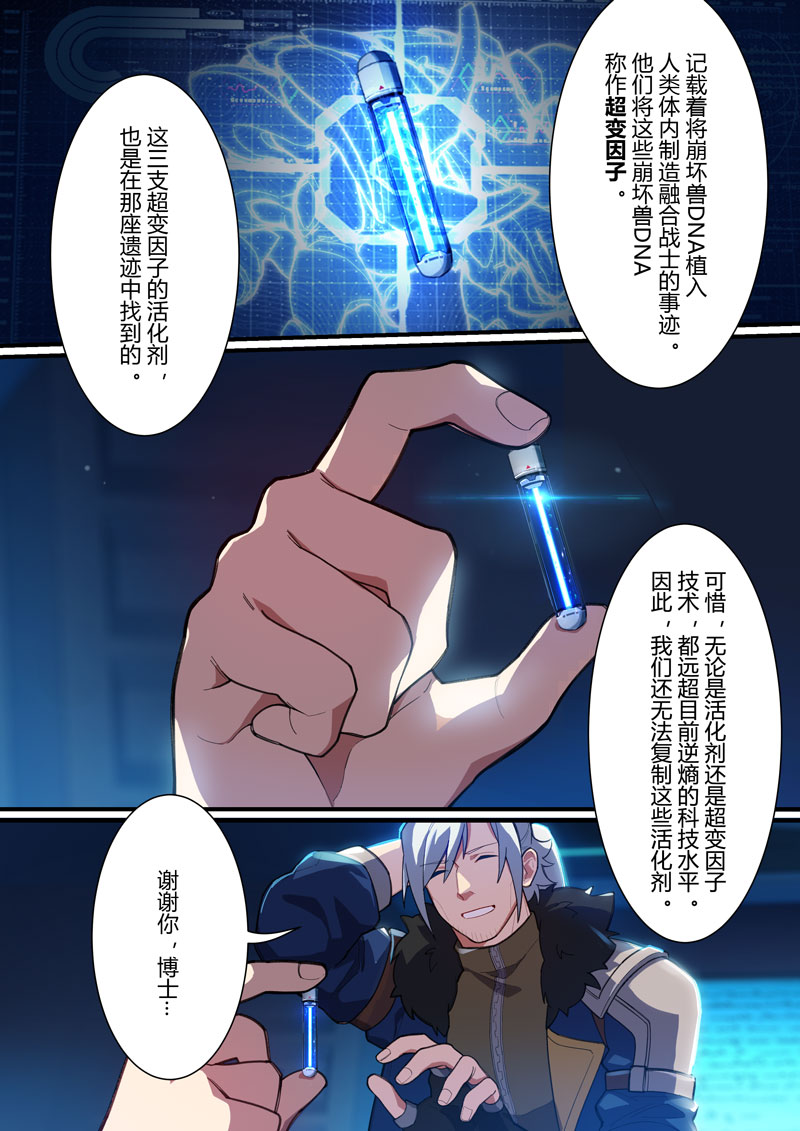 记载着将崩坏兽DNA植入
人类体内制造融合战士的事迹。
他们将这些崩坏兽DNA
称作超变因子。
这三支超变因子的活化剂，
也是在那座遗迹中找到的。
可惜，无论是活化剂还是超变因子
技术，都远超目前逆熵的科技水平。
因此，我们还无法复制这些活化剂。
谢谢你，博士…